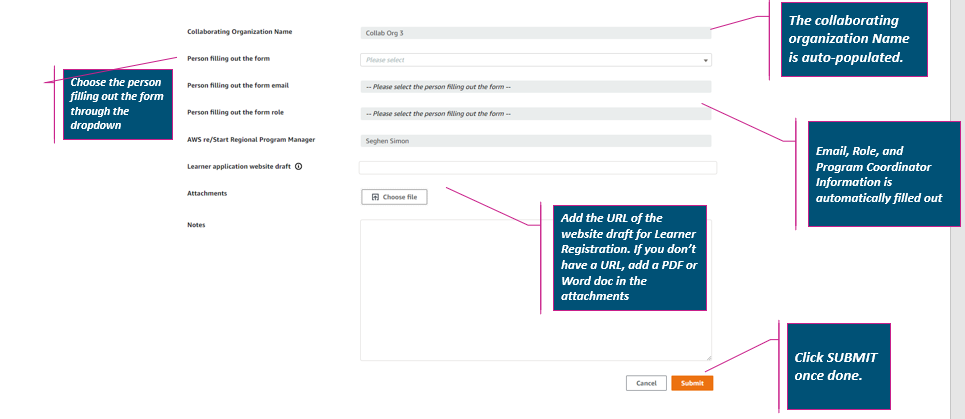 Collaborating Organization Name
Collab Org 3
The collaborating
organization Name
is auto-populated.
Person filling out the form
Please select
Choose the person
filling out the form
through the
dropdown
Person filling out the form email
-- Please select the person filling out the form --
Person filling out the form role
-- Please select the person filling out the form --
Email, Role, and
Program Coordinator
Information is
automatically filled out
AWS re/Start Regional Program Manager
Seghen Simon
Learner application website draft
Attachments
Choose file
Add the URL of the
website draft for Learner
Registration. If you don't
have a URL, add a PDF or
Word doc in the
attachments
Notes
Click SUBMIT
once done.
Cancel
Submit